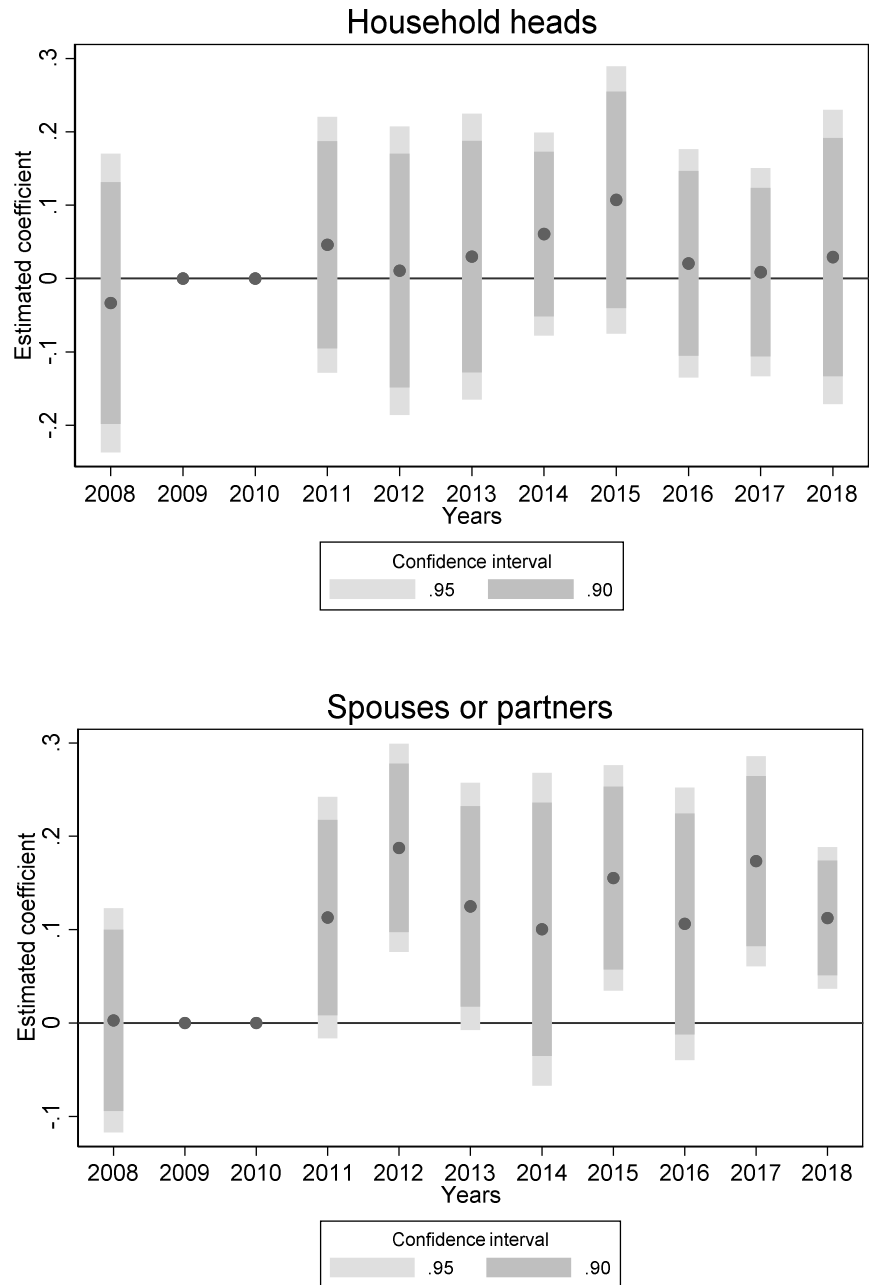 Household heads
Estimated coefficient
.3
.2
.1
0
-.1
-.2
2008 2009 2010 2011 2012 2013 2014 2015 2016 2017 2018
Years
Confidence interval
.95 .90
Spouses or partners
Estimated coefficient
.3
.2
.1
0
-.1
2008 2009 2010 2011 2012 2013 2014 2015 2016 2017 2018
Years
Confidence interval
.95 .90